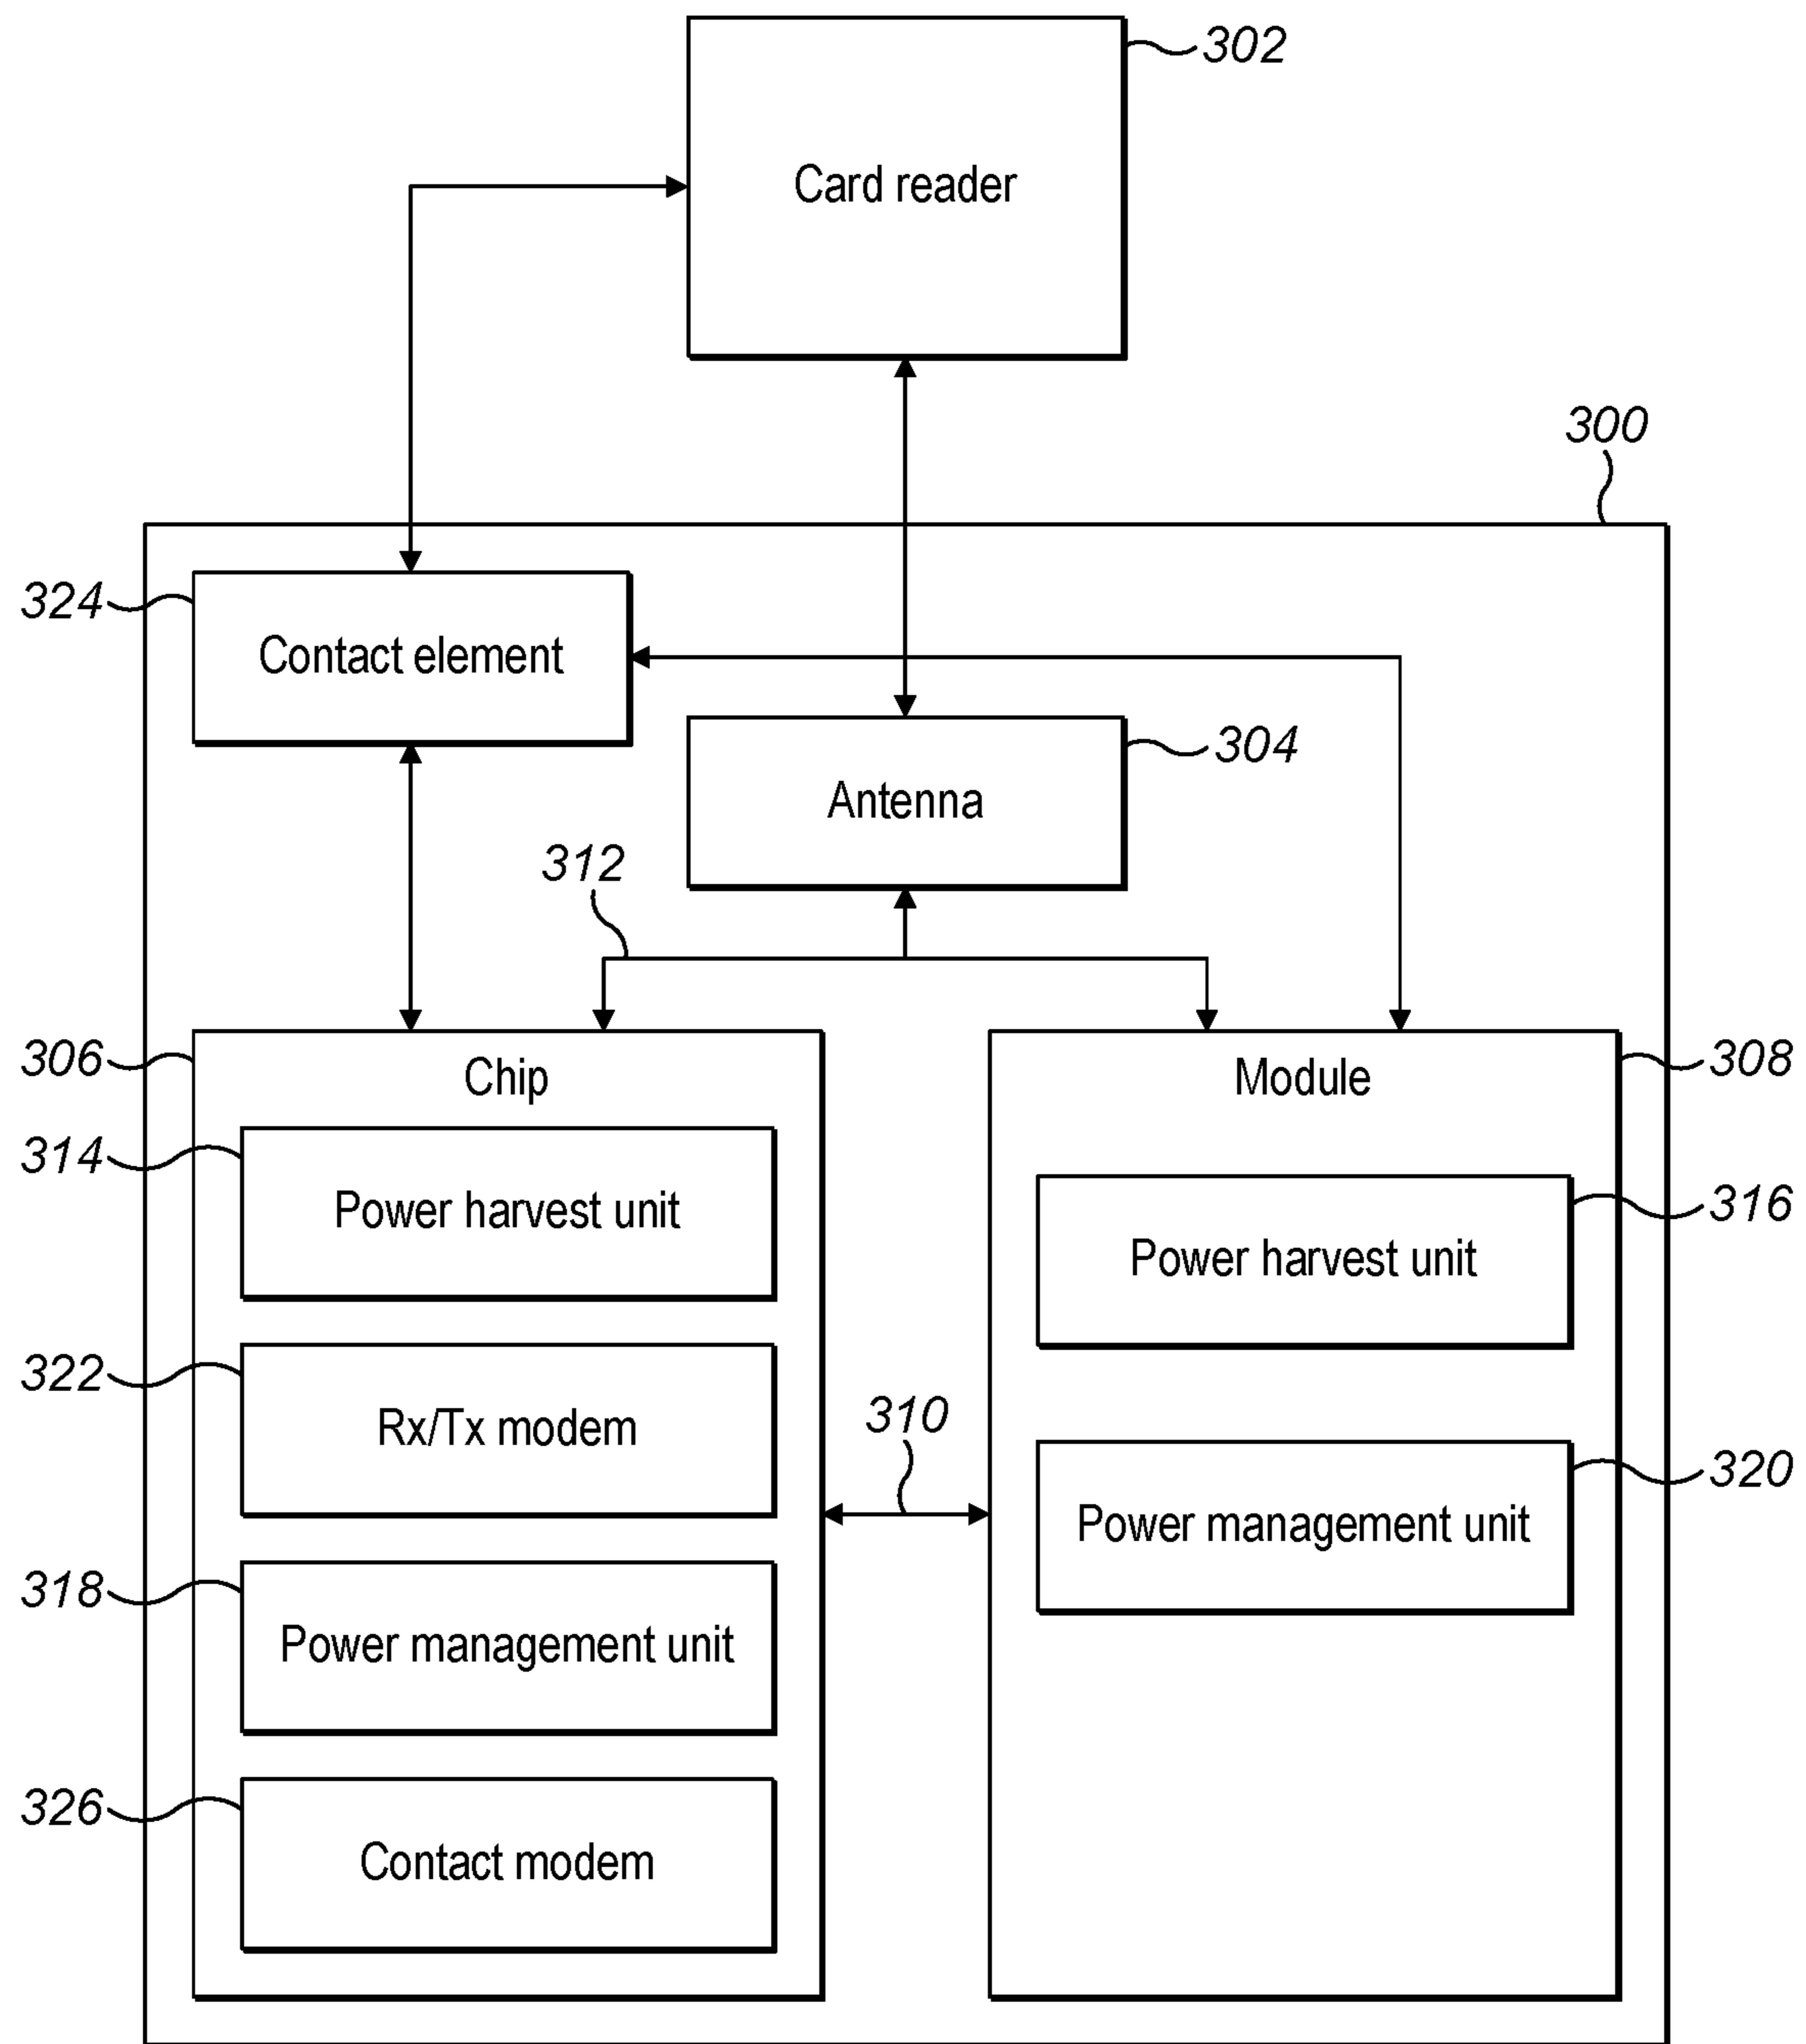 302
Card reader
300
324
Contact element
304
Antenna
312
306
Chip
Module
308
314
Power harvest unit
316
Power harvest unit
322
Rx/Tx modem
310
320
Power management unit
318
Power management unit
326
Contact modem